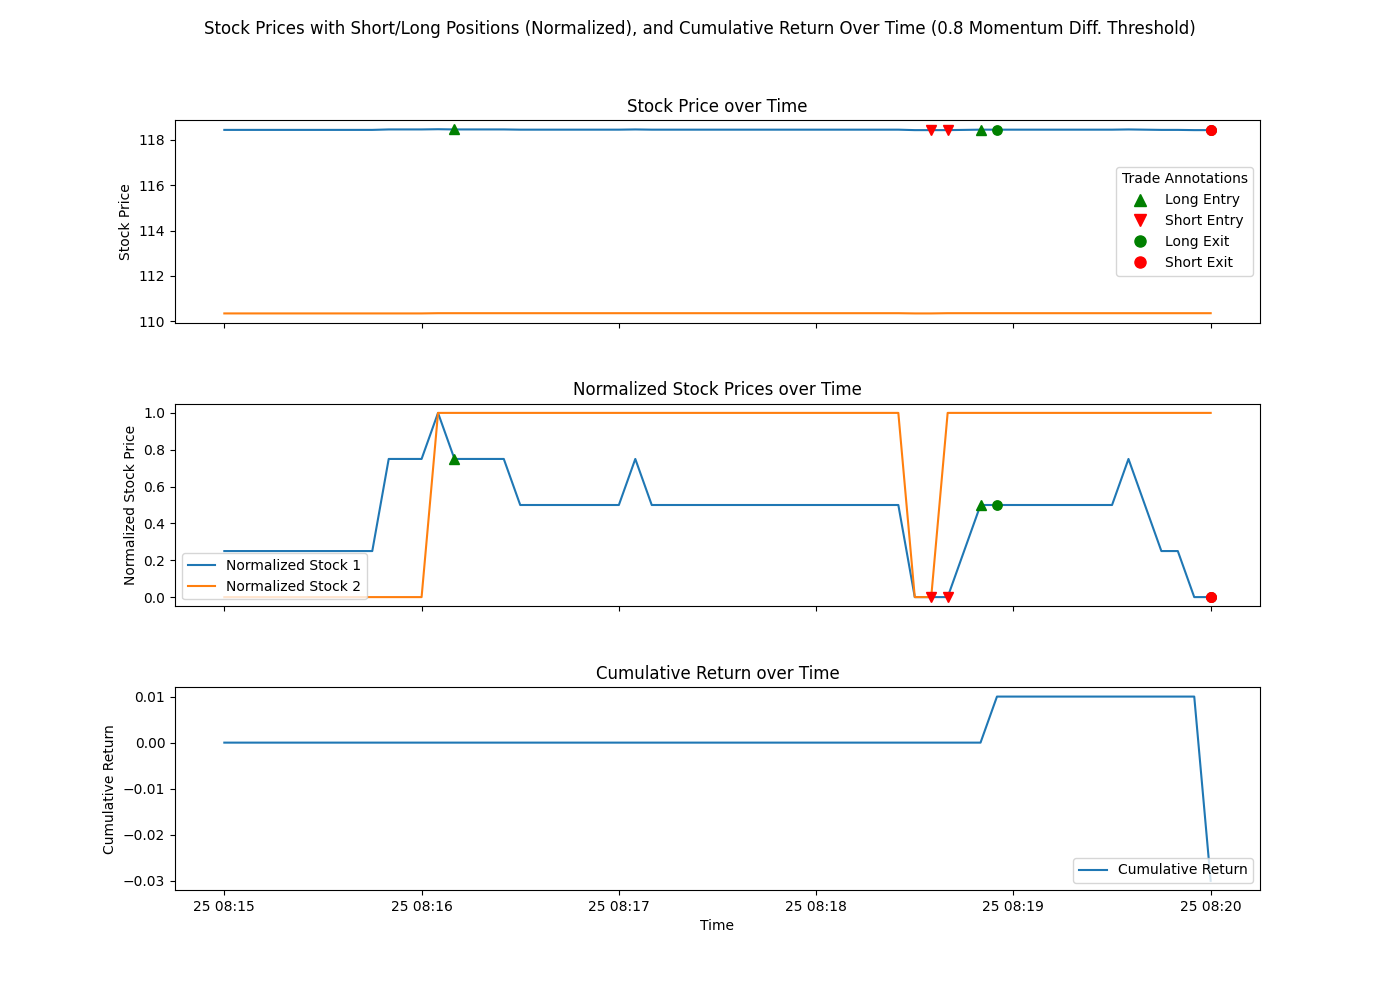 Stock Prices with Short/Long Positions (Normalized), and Cumulative Return Over Time (0.8 Momentum Diff. Threshold)
Stock Price over Time
Stock Price
118
116
114
112
110
Trade Annotations
Long Entry
Short Entry
Long Exit
Short Exit
Normalized Stock Prices over Time
Normalized Stock Price
1.0
0.8
0.6
0.4
0.2
0.0
Normalized Stock 1
Normalized Stock 2
Cumulative Return over Time
Cumulative Return
0.01
0.00
−0.01
−0.02
−0.03
Cumulative Return
25 08:15 25 08:16 25 08:17 25 08:18 25 08:19 25 08:20
Time